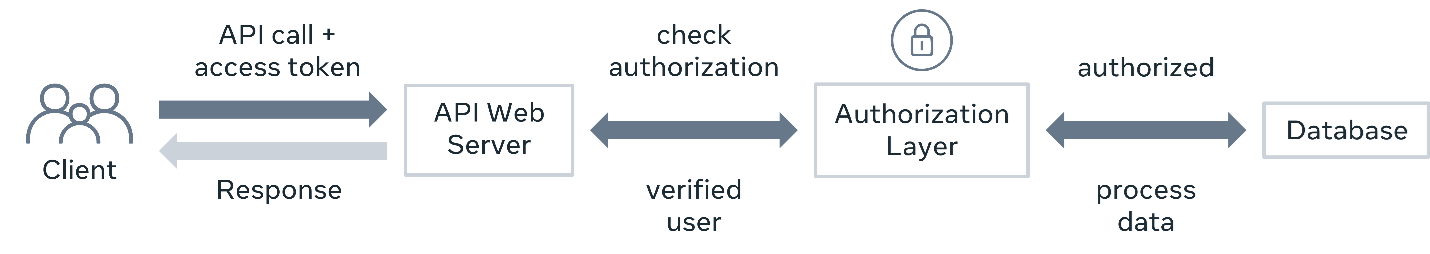 API call +
access token
Client
Response
API Web
Server
check
authorization
verified
user
Authorization
Layer
authorized
process
data
Database